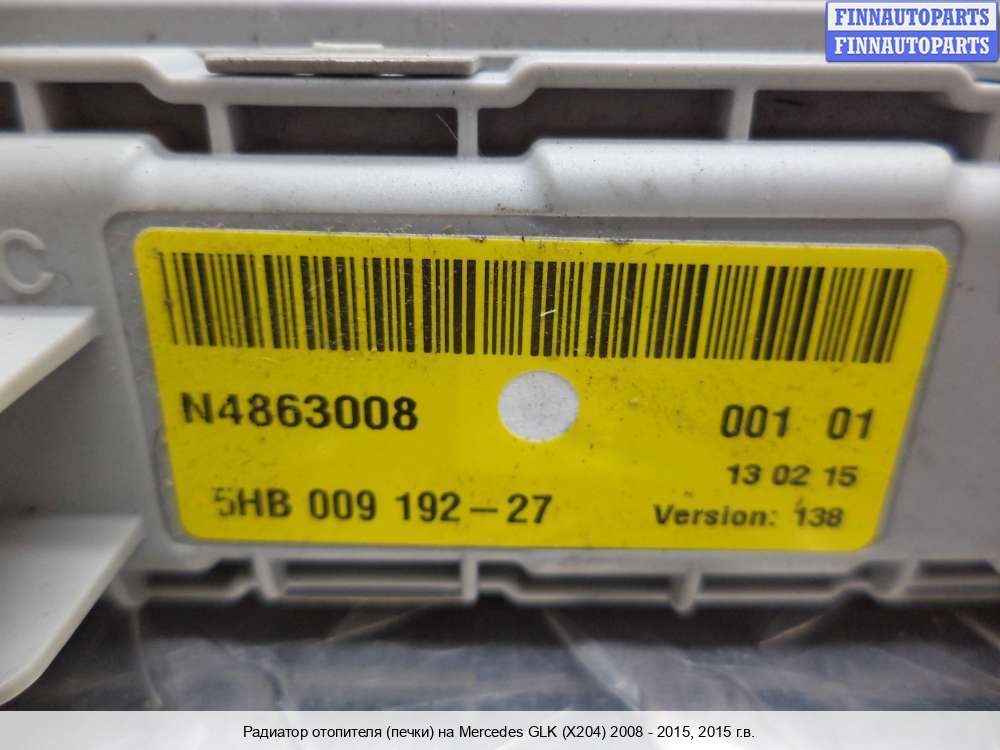 FINNAUTOPARTS
FINNAUTOPARTS
C
N4863008
001 01
13 02 15
5HB 009 192-27
Version: 138
Радиатор отопителя (печки) на Mercedes GLK (X204) 2008 - 2015, 2015 г.в.